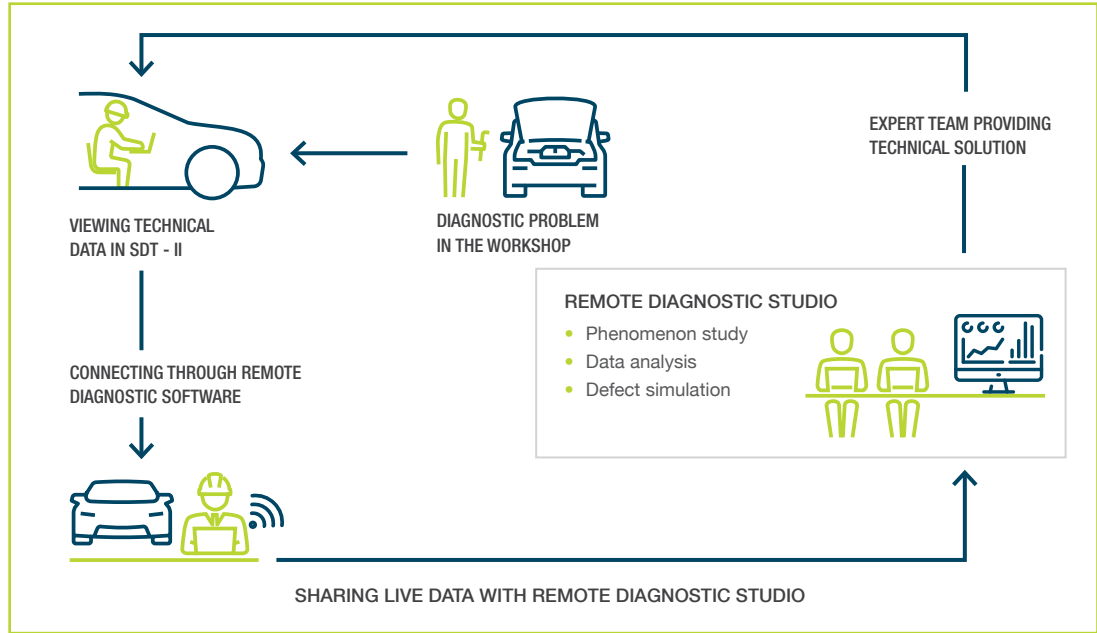 EXPERT TEAM PROVIDING
TECHNICAL SOLUTION
VIEWING TECHNICAL
DATA IN SDT - II
DIAGNOSTIC PROBLEM
IN THE WORKSHOP
REMOTE DIAGNOSTIC STUDIO
• Phenomenon study
• Data analysis
• Defect simulation
CONNECTING THROUGH REMOTE
DIAGNOSTIC SOFTWARE
SHARING LIVE DATA WITH REMOTE DIAGNOSTIC STUDIO